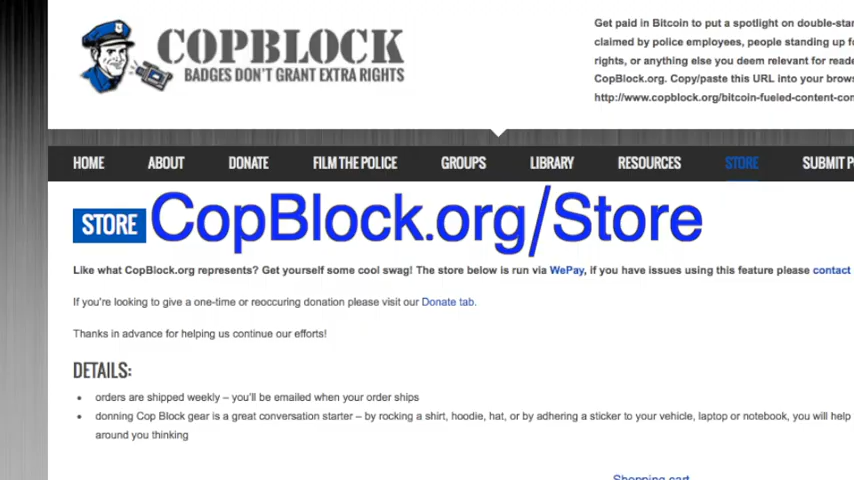 COPBLOCK
BADGES DON'T GRANT EXTRA RIGHTS
Get paid in Bitcoin to put a spotlight on
claimed by police employees, people standing up
rights, or anything else you deem relevant for
CopBlock.org. Copy/paste this URL into your
http://www.copblock.org/bitcoin-fueled-content-
HOME ABOUT DONATE FILM THE POLICE GROUPS LIBRARY RESOURCES STORE SUBMIT
STORE CopBlock.org/Store
Like what CopBlock.org represents? Get yourself some cool swag! The store below is run via WePay, if you have issues using this feature please contact
If you're looking to give a one-time or reoccuring donation please visit our Donate tab.
Thanks in advance for helping us continue our efforts!
DETAILS:
orders are shipped weekly – you'll be emailed when your order ships
donning Cop Block gear is a great conversation starter – by rocking a shirt, hoodie, hat, or by adhering a sticker to your vehicle, laptop or notebook, you will help
around you thinking
Shopping cart